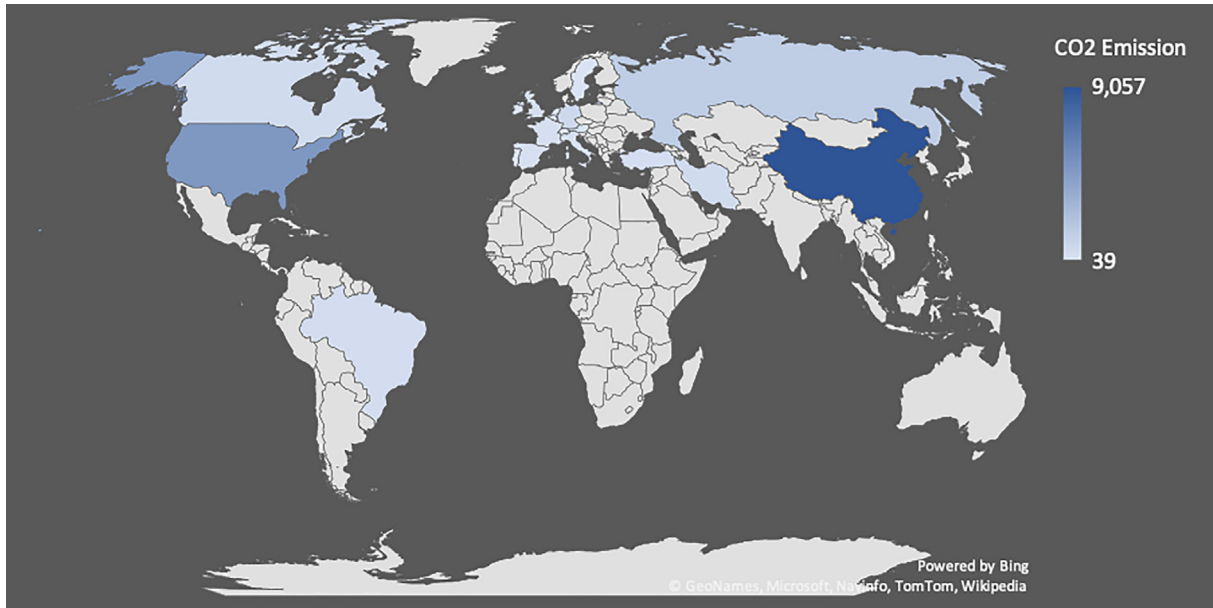 CO2 Emission
9,057
39
Powered by Bing
© GeoNames, Microsoft, Navinfo, TomTom, Wikipedia